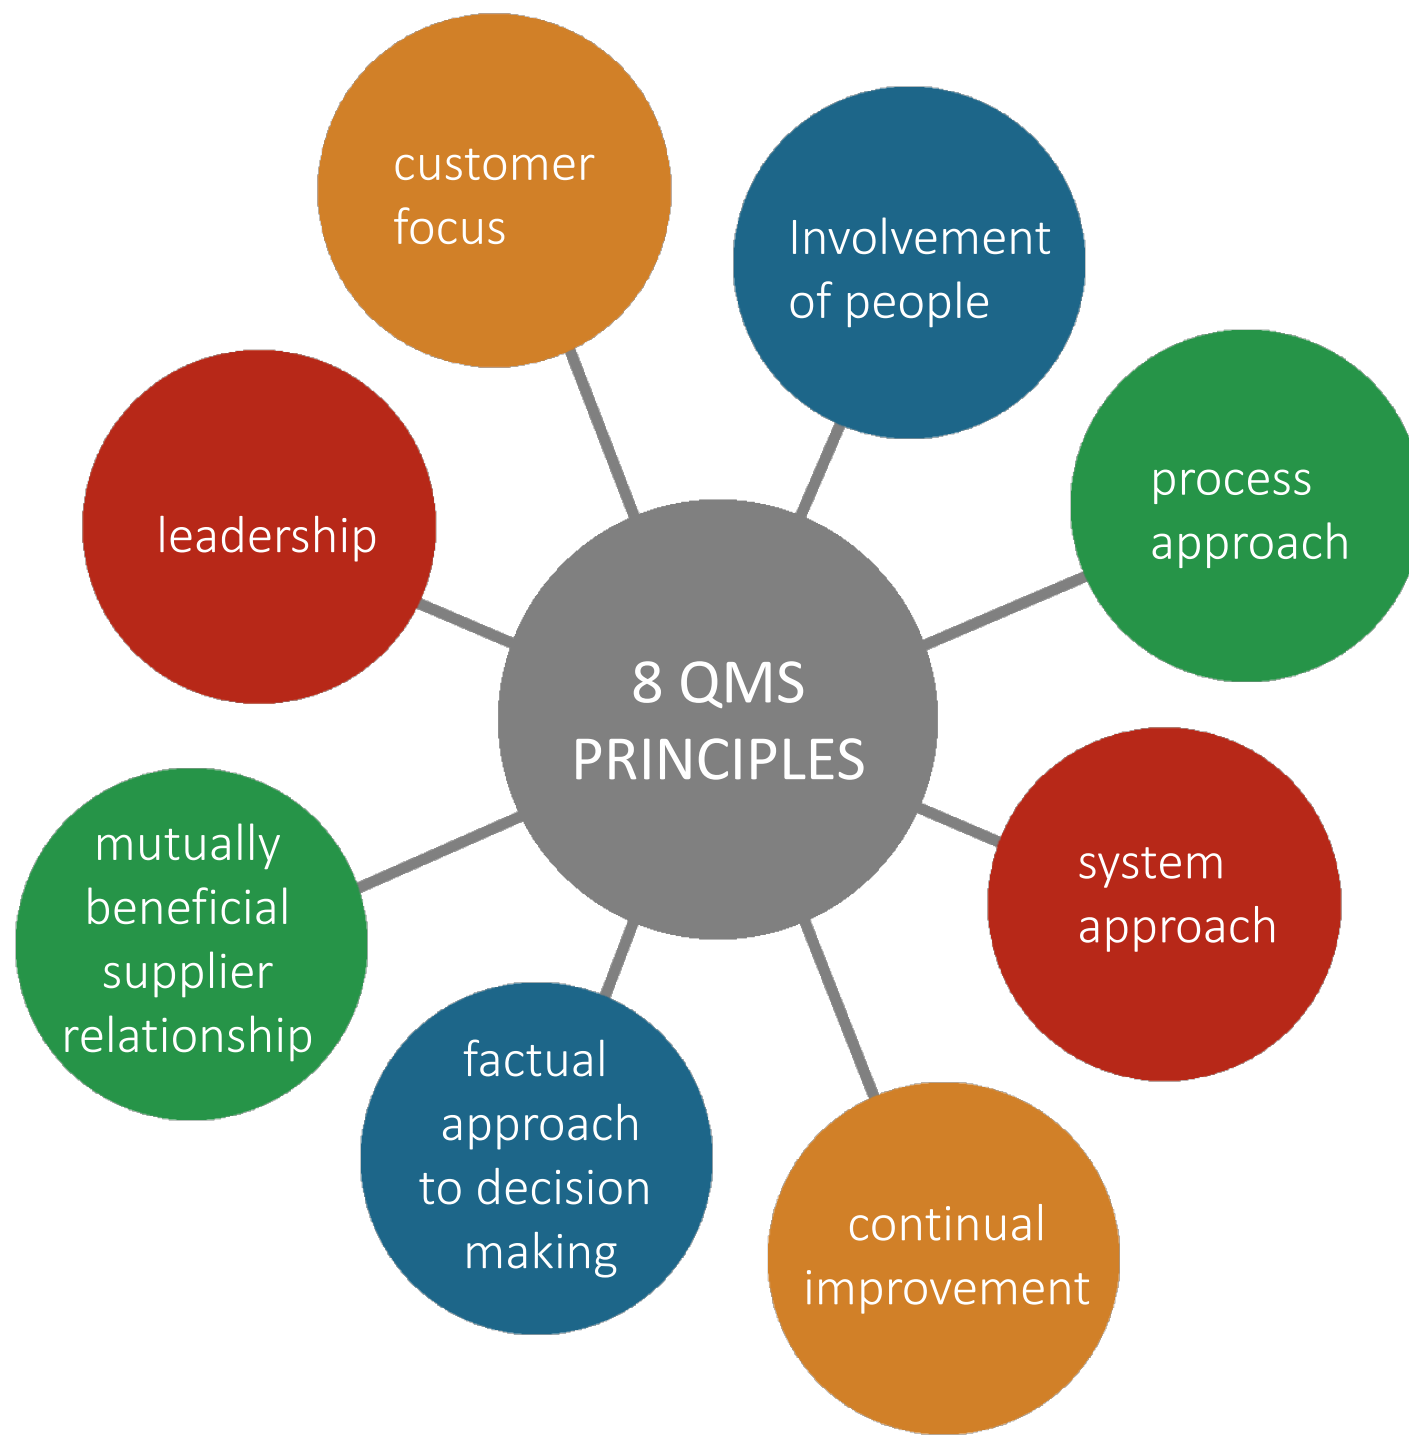 customer
focus
Involvement
of people
process
approach
leadership
8 QMS
PRINCIPLES
system
approach
mutually
beneficial
supplier
relationship
factual
approach
to decision
making
continual
improvement